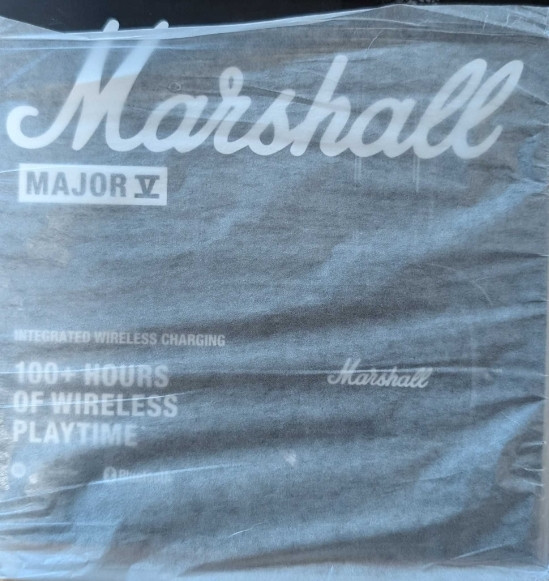 Marshall
MAJOR V
INTEGRATED WIRELESS CHARGING
100+ HOURS
OF WIRELESS
PLAYTIME
Marshall